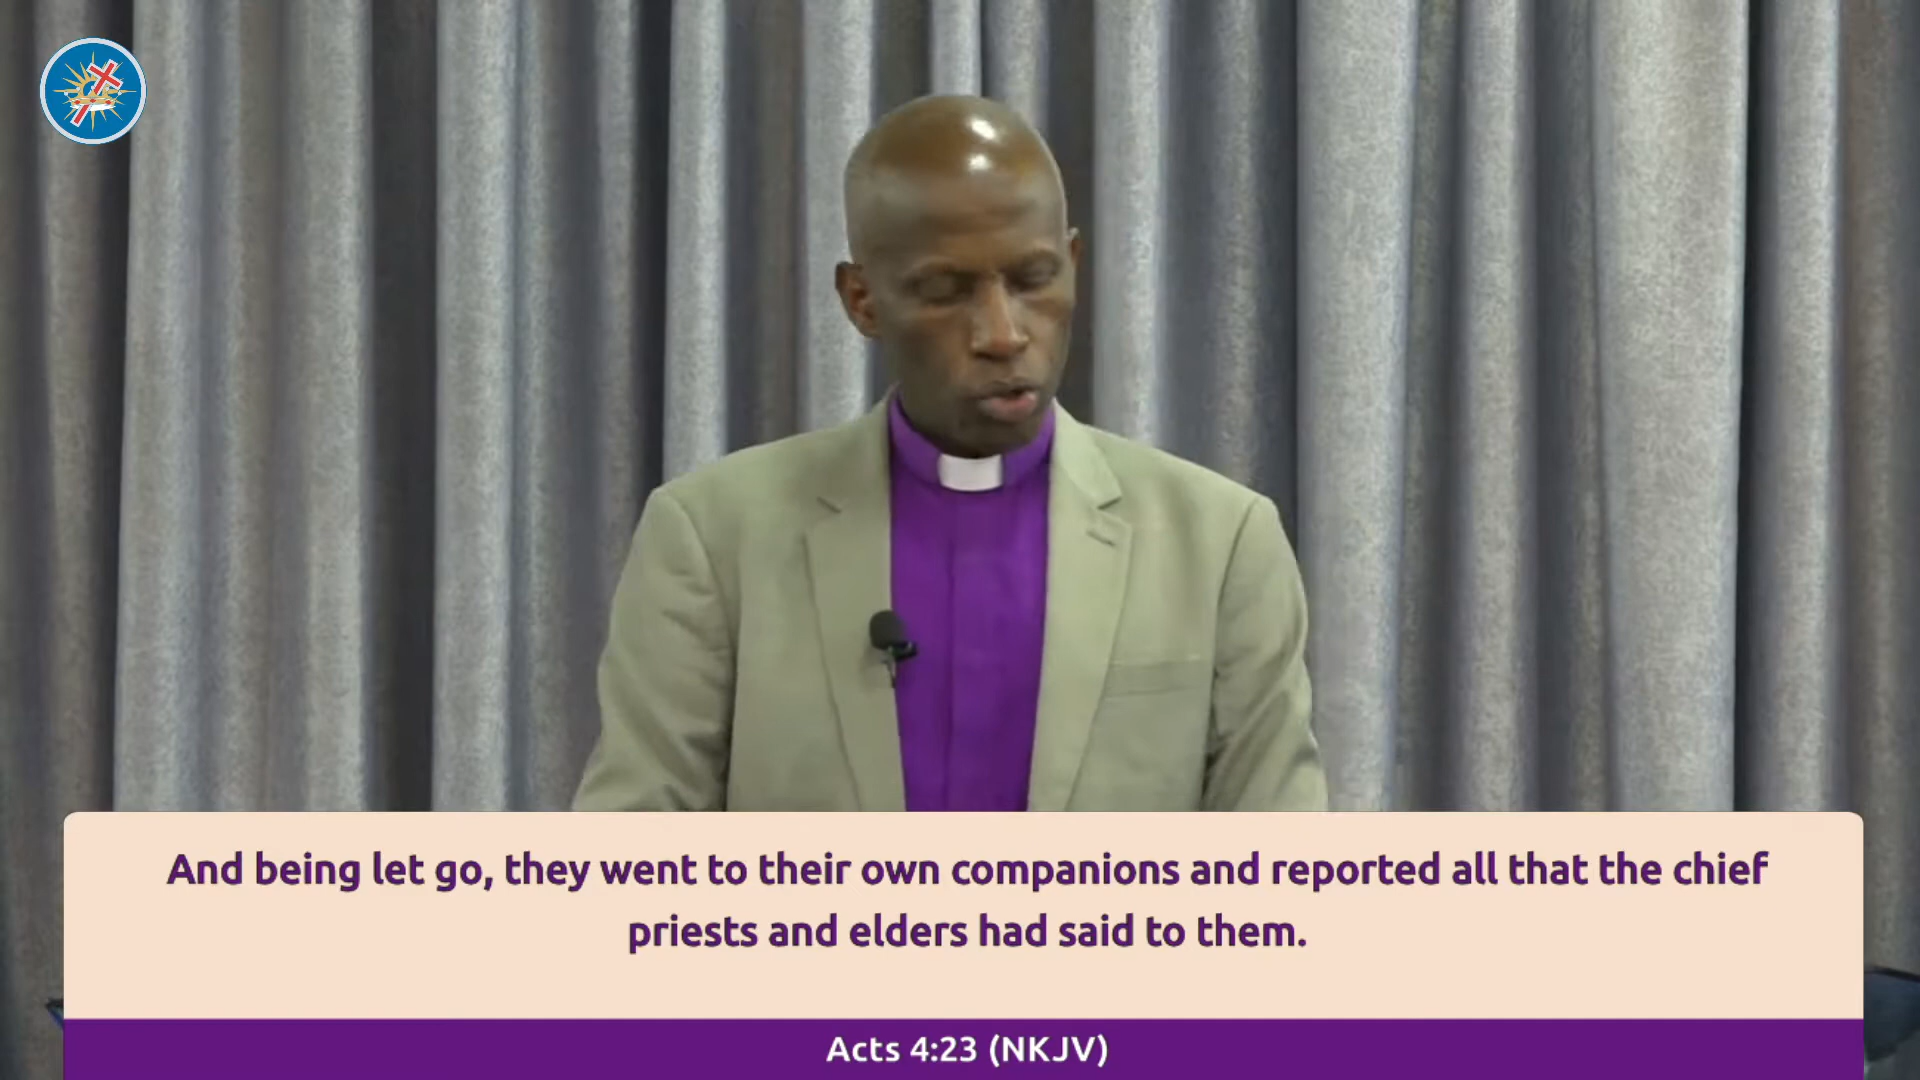 And being let go, they went to their own companions and reported all that the chief
priests and elders had said to them.
Acts 4:23 (NKJV)